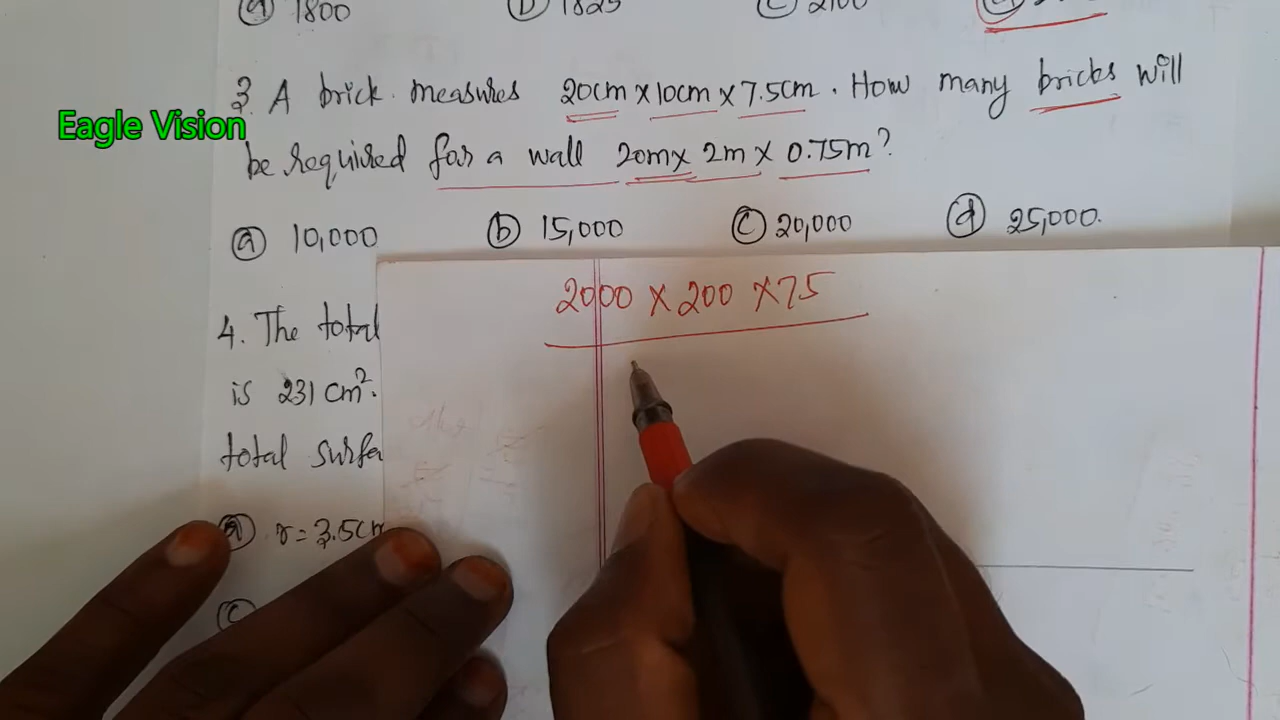 (a) 1800 (b) 1825 (c) 2100
3. A brick measures 20cm x 10cm x 7.5cm. How many bricks will
Eagle Vision
be required for a wall 20m x 2m x 0.75m?
(a) 10,000 (b) 15,000 (c) 20,000 (d) 25,000.
2000 x 200 x 75
4. The total
is 231 cm².
total surfa
(a) r = 3.5cm
(c)